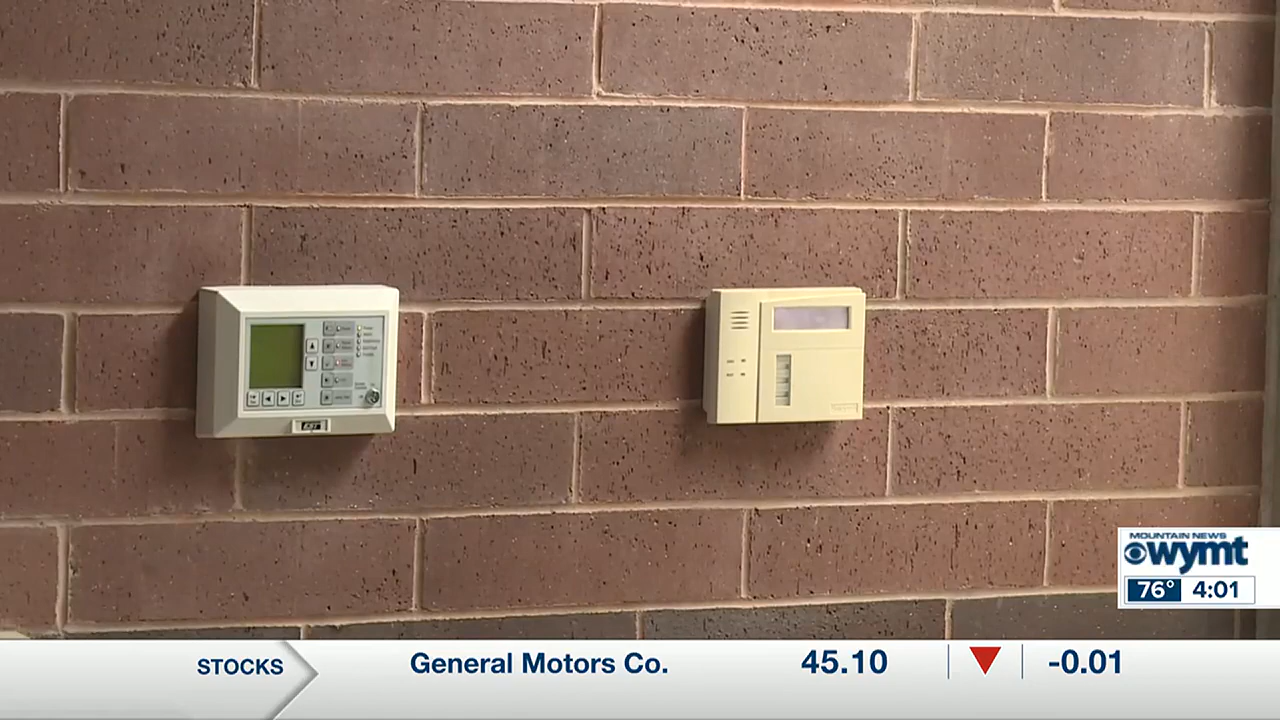 EST
MOUNTAIN NEWS
wymt
76° 4:01
STOCKS General Motors Co. 45.10 -0.01